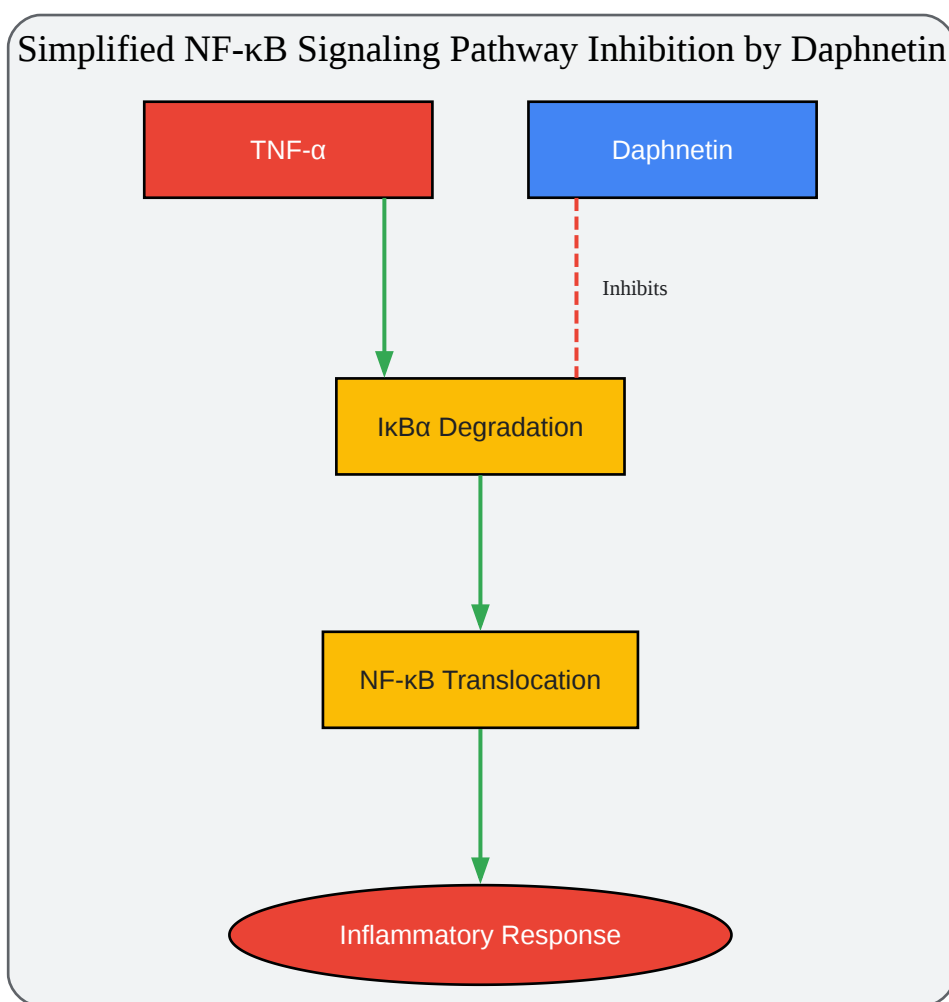 Simplified NF-κB Signaling Pathway Inhibition by Daphnetin
TNF-α
Daphnetin
Inhibits
IκBα Degradation
NF-κB Translocation
Inflammatory Response